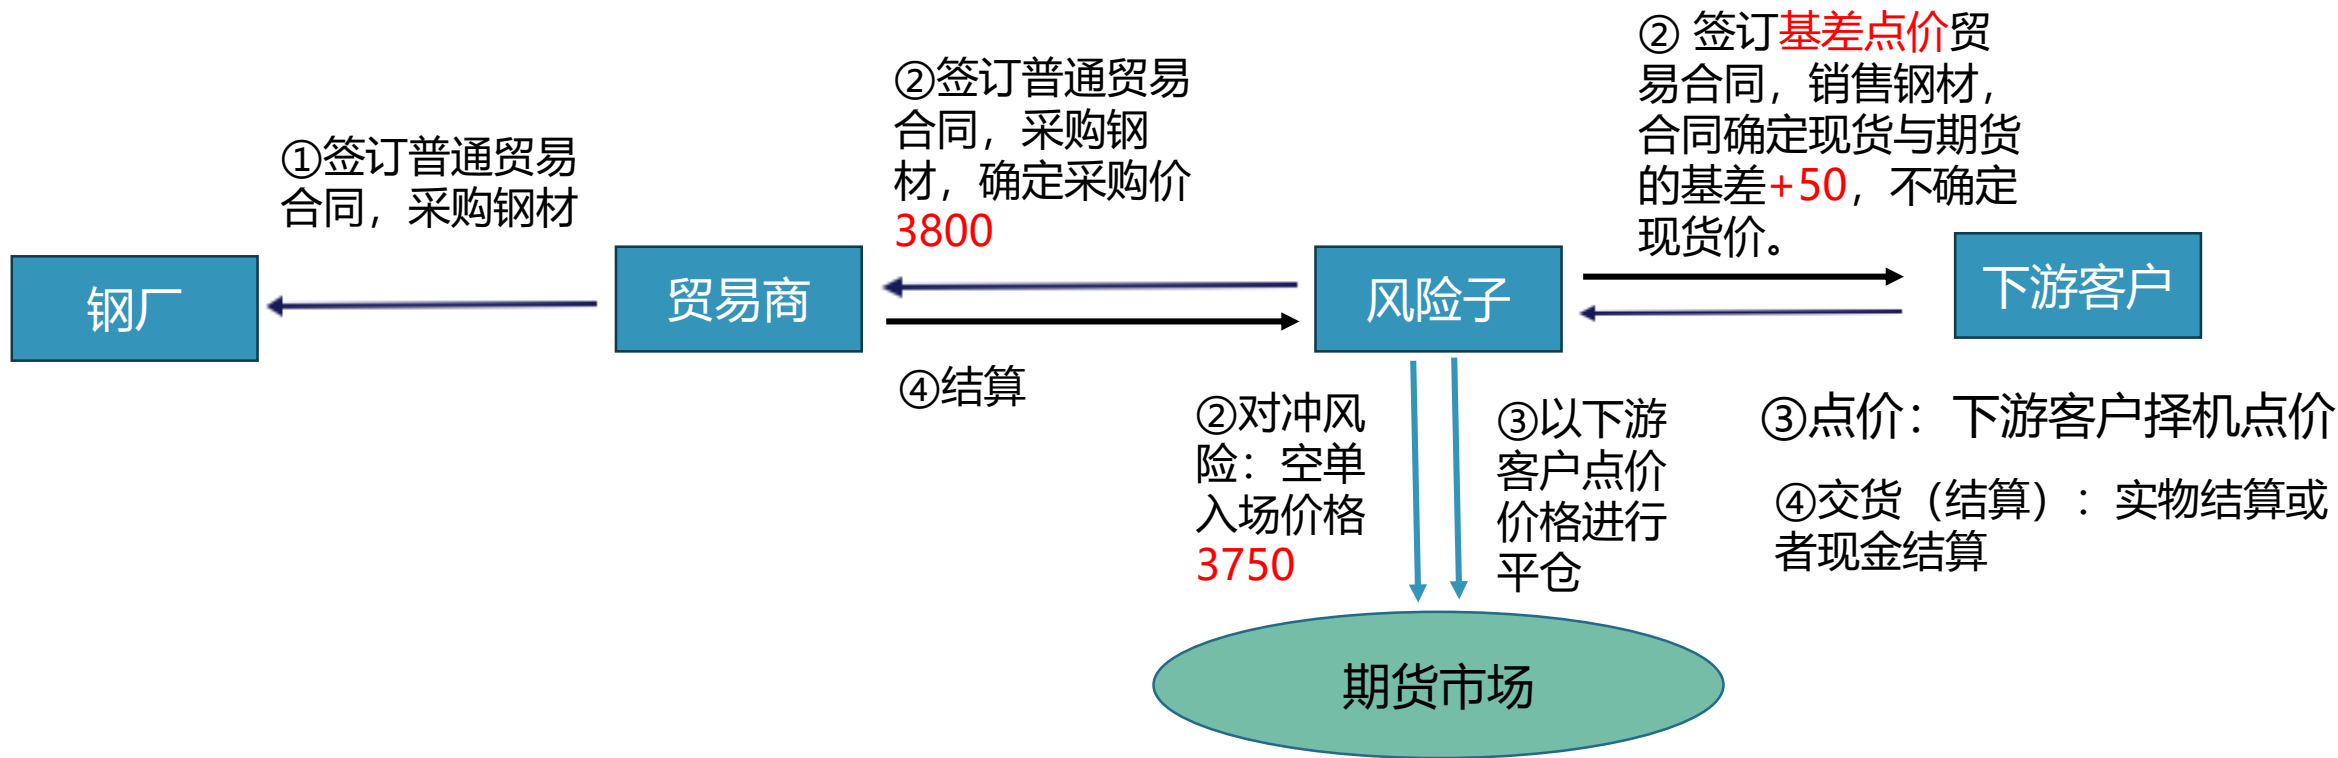 ①签订普通贸易
合同，采购钢材
②签订普通贸易
合同，采购钢
材，确定采购价
3800
② 签订基差点价贸
易合同，销售钢材，
合同确定现货与期货
的基差+50，不确定
现货价。
钢厂
贸易商
风险子
下游客户
④结算
②对冲风
险：空单
入场价格
3750
③以下游
客户点价
价格进行
平仓
③点价：下游客户择机点价
④交货（结算）：实物结算或
者现金结算
期货市场